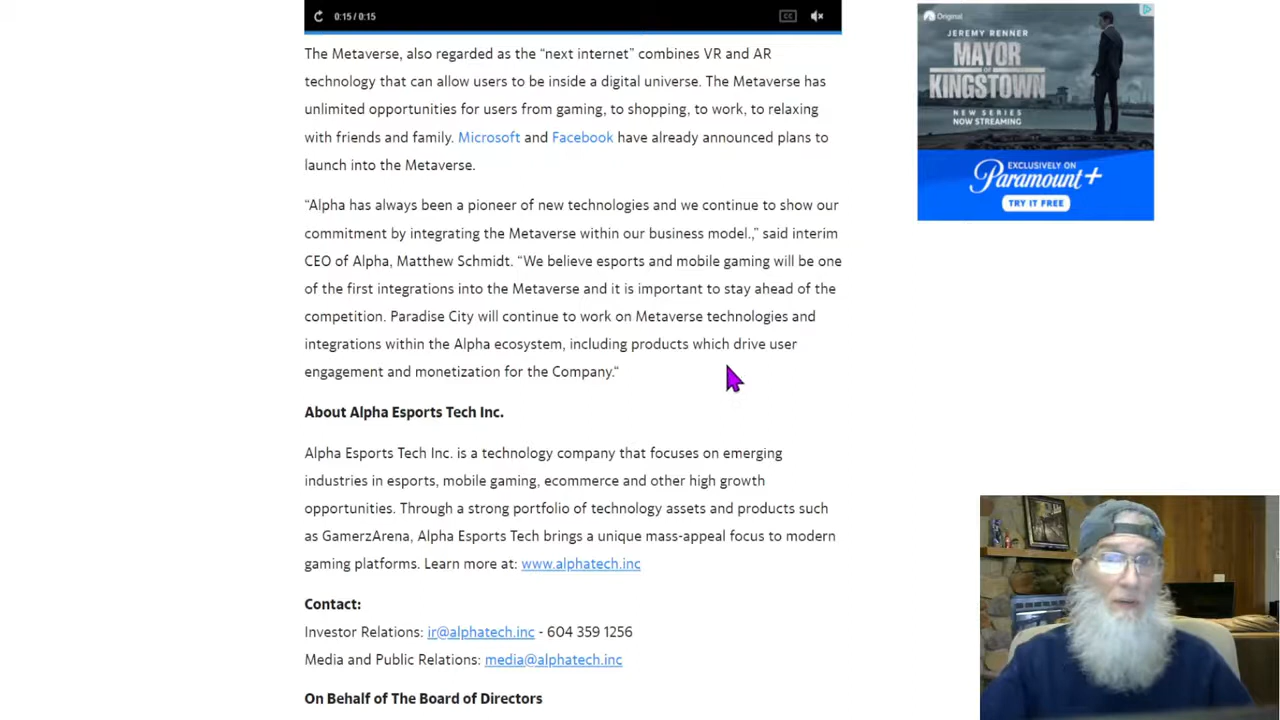 0:15 / 0:15
CC
The Metaverse, also regarded as the “next internet” combines VR and AR
technology that can allow users to be inside a digital universe. The Metaverse has
unlimited opportunities for users from gaming, to shopping, to work, to relaxing
with friends and family. Microsoft and Facebook have already announced plans to
launch into the Metaverse.
“Alpha has always been a pioneer of new technologies and we continue to show our
commitment by integrating the Metaverse within our business model.,” said interim
CEO of Alpha, Matthew Schmidt. “We believe esports and mobile gaming will be one
of the first integrations into the Metaverse and it is important to stay ahead of the
competition. Paradise City will continue to work on Metaverse technologies and
integrations within the Alpha ecosystem, including products which drive user
engagement and monetization for the Company.“
About Alpha Esports Tech Inc.
Alpha Esports Tech Inc. is a technology company that focuses on emerging
industries in esports, mobile gaming, ecommerce and other high growth
opportunities. Through a strong portfolio of technology assets and products such
as GamerzArena, Alpha Esports Tech brings a unique mass-appeal focus to modern
gaming platforms. Learn more at: www.alphatech.inc
Contact:
Investor Relations: ir@alphatech.inc - 604 359 1256
Media and Public Relations: media@alphatech.inc
On Behalf of The Board of Directors
Original
JEREMY RENNER
MAYOR
OF
KINGSTOWN
NEW SERIES
NOW STREAMING
EXCLUSIVELY ON
Paramount+
TRY IT FREE